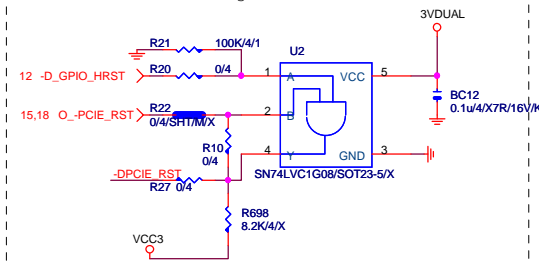 3VDUAL
R21 100K/4/1
U2
12 -D_GPIO_HRST R20 0/4 1 A VCC 5
BC12
0.1u/4/X7R/16V/K
15,18 O_-PCIE_RST R22 2 B
0/4/SHT/M/X
R10
0/4
4 Y GND 3
-DPCIE_RST
R27 0/4
SN74LVC1G08/SOT23-5/X
R698
8.2K/4/X
VCC3